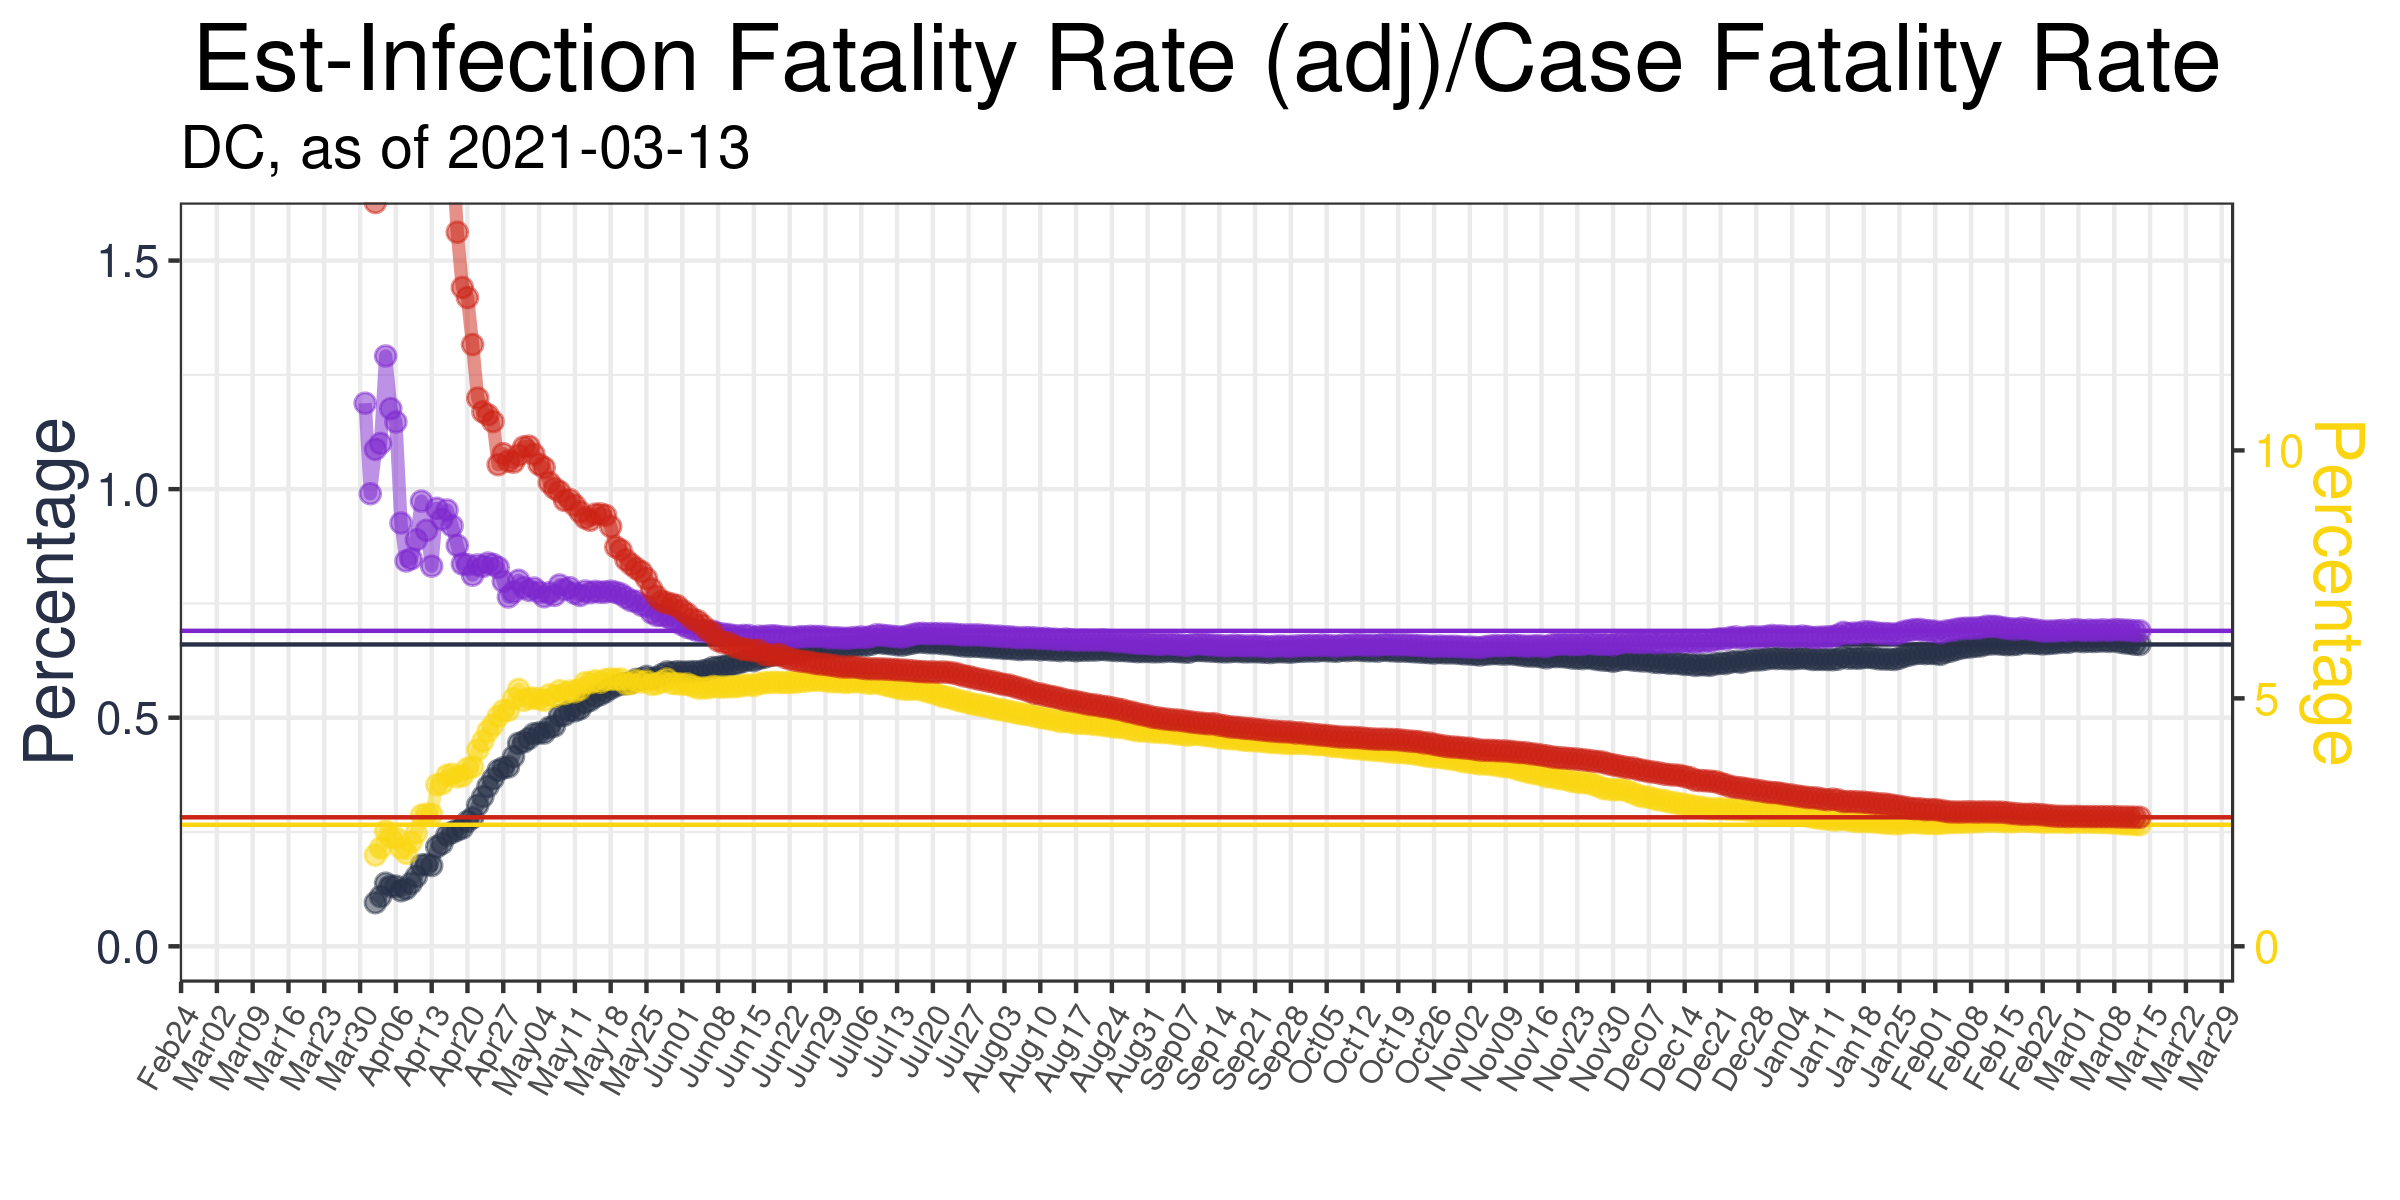 Est-Infection Fatality Rate (adj)/Case Fatality Rate
DC, as of 2021-03-13
Percentage
1.5
1.0
0.5
0.0
10
5
0
Percentage
Feb24
Mar02
Mar09
Mar16
Mar23
Mar30
Apr06
Apr13
Apr20
Apr27
May04
May11
May18
May25
Jun01
Jun08
Jun15
Jun22
Jun29
Jul06
Jul13
Jul20
Jul27
Aug03
Aug10
Aug17
Aug24
Aug31
Sep07
Sep14
Sep21
Sep28
Oct05
Oct12
Oct19
Oct26
Nov02
Nov09
Nov16
Nov23
Nov30
Dec07
Dec14
Dec21
Dec28
Jan04
Jan11
Jan18
Jan25
Feb01
Feb08
Feb15
Feb22
Mar01
Mar08
Mar15
Mar22
Mar29